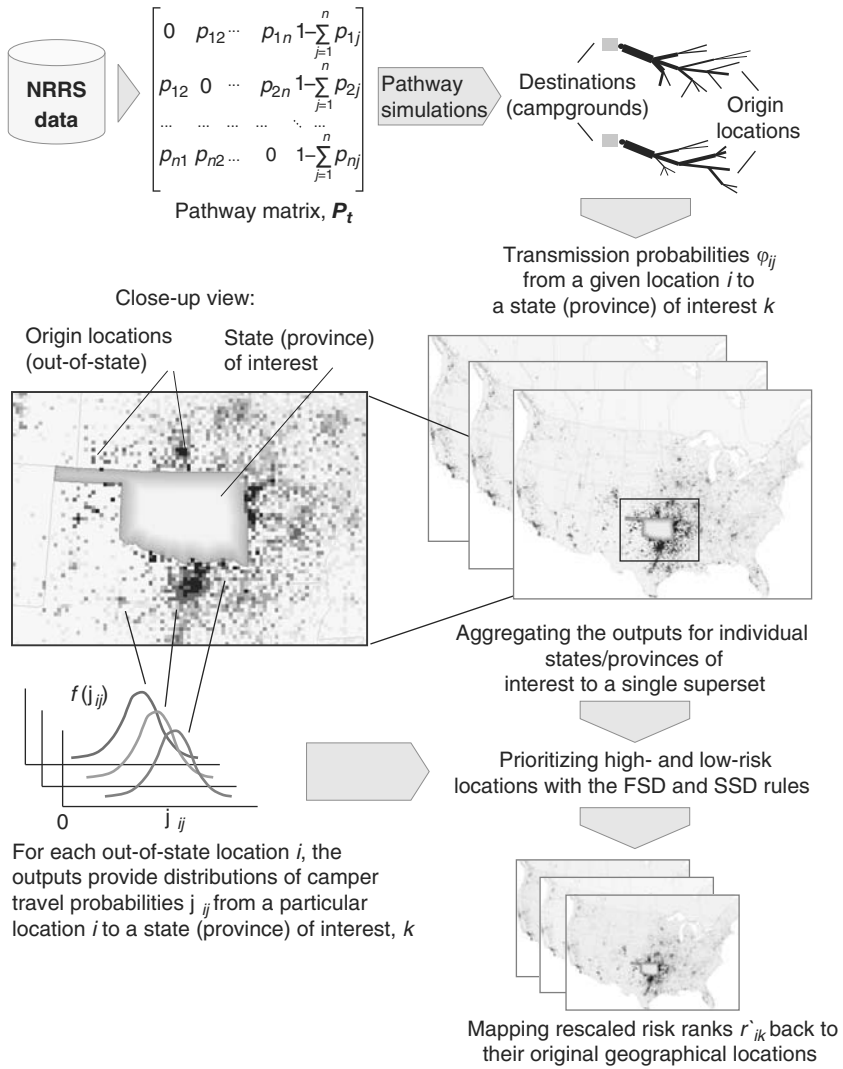 NRRS
data
0 p12 ... p1n 1–∑ p1j
n
j=1
p12 0 ... p2n 1–∑ p2j
n
j=1
... ... ... ... ⋱ ...
pn1 pn2 ... 0 1–∑ pnj
n
j=1
Pathway matrix, Pt
Pathway
simulations
Destinations
(campgrounds)
Origin
locations
Transmission probabilities φij
from a given location i to
a state (province) of interest k
Close-up view:
Origin locations
(out-of-state)
State (province)
of interest
Aggregating the outputs for individual
states/provinces of
interest to a single superset
f (jij)
0
j ij
For each out-of-state location i, the
outputs provide distributions of camper
travel probabilities j ij from a particular
location i to a state (province) of interest, k
Prioritizing high- and low-risk
locations with the FSD and SSD rules
Mapping rescaled risk ranks r`ik back to
their original geographical locations